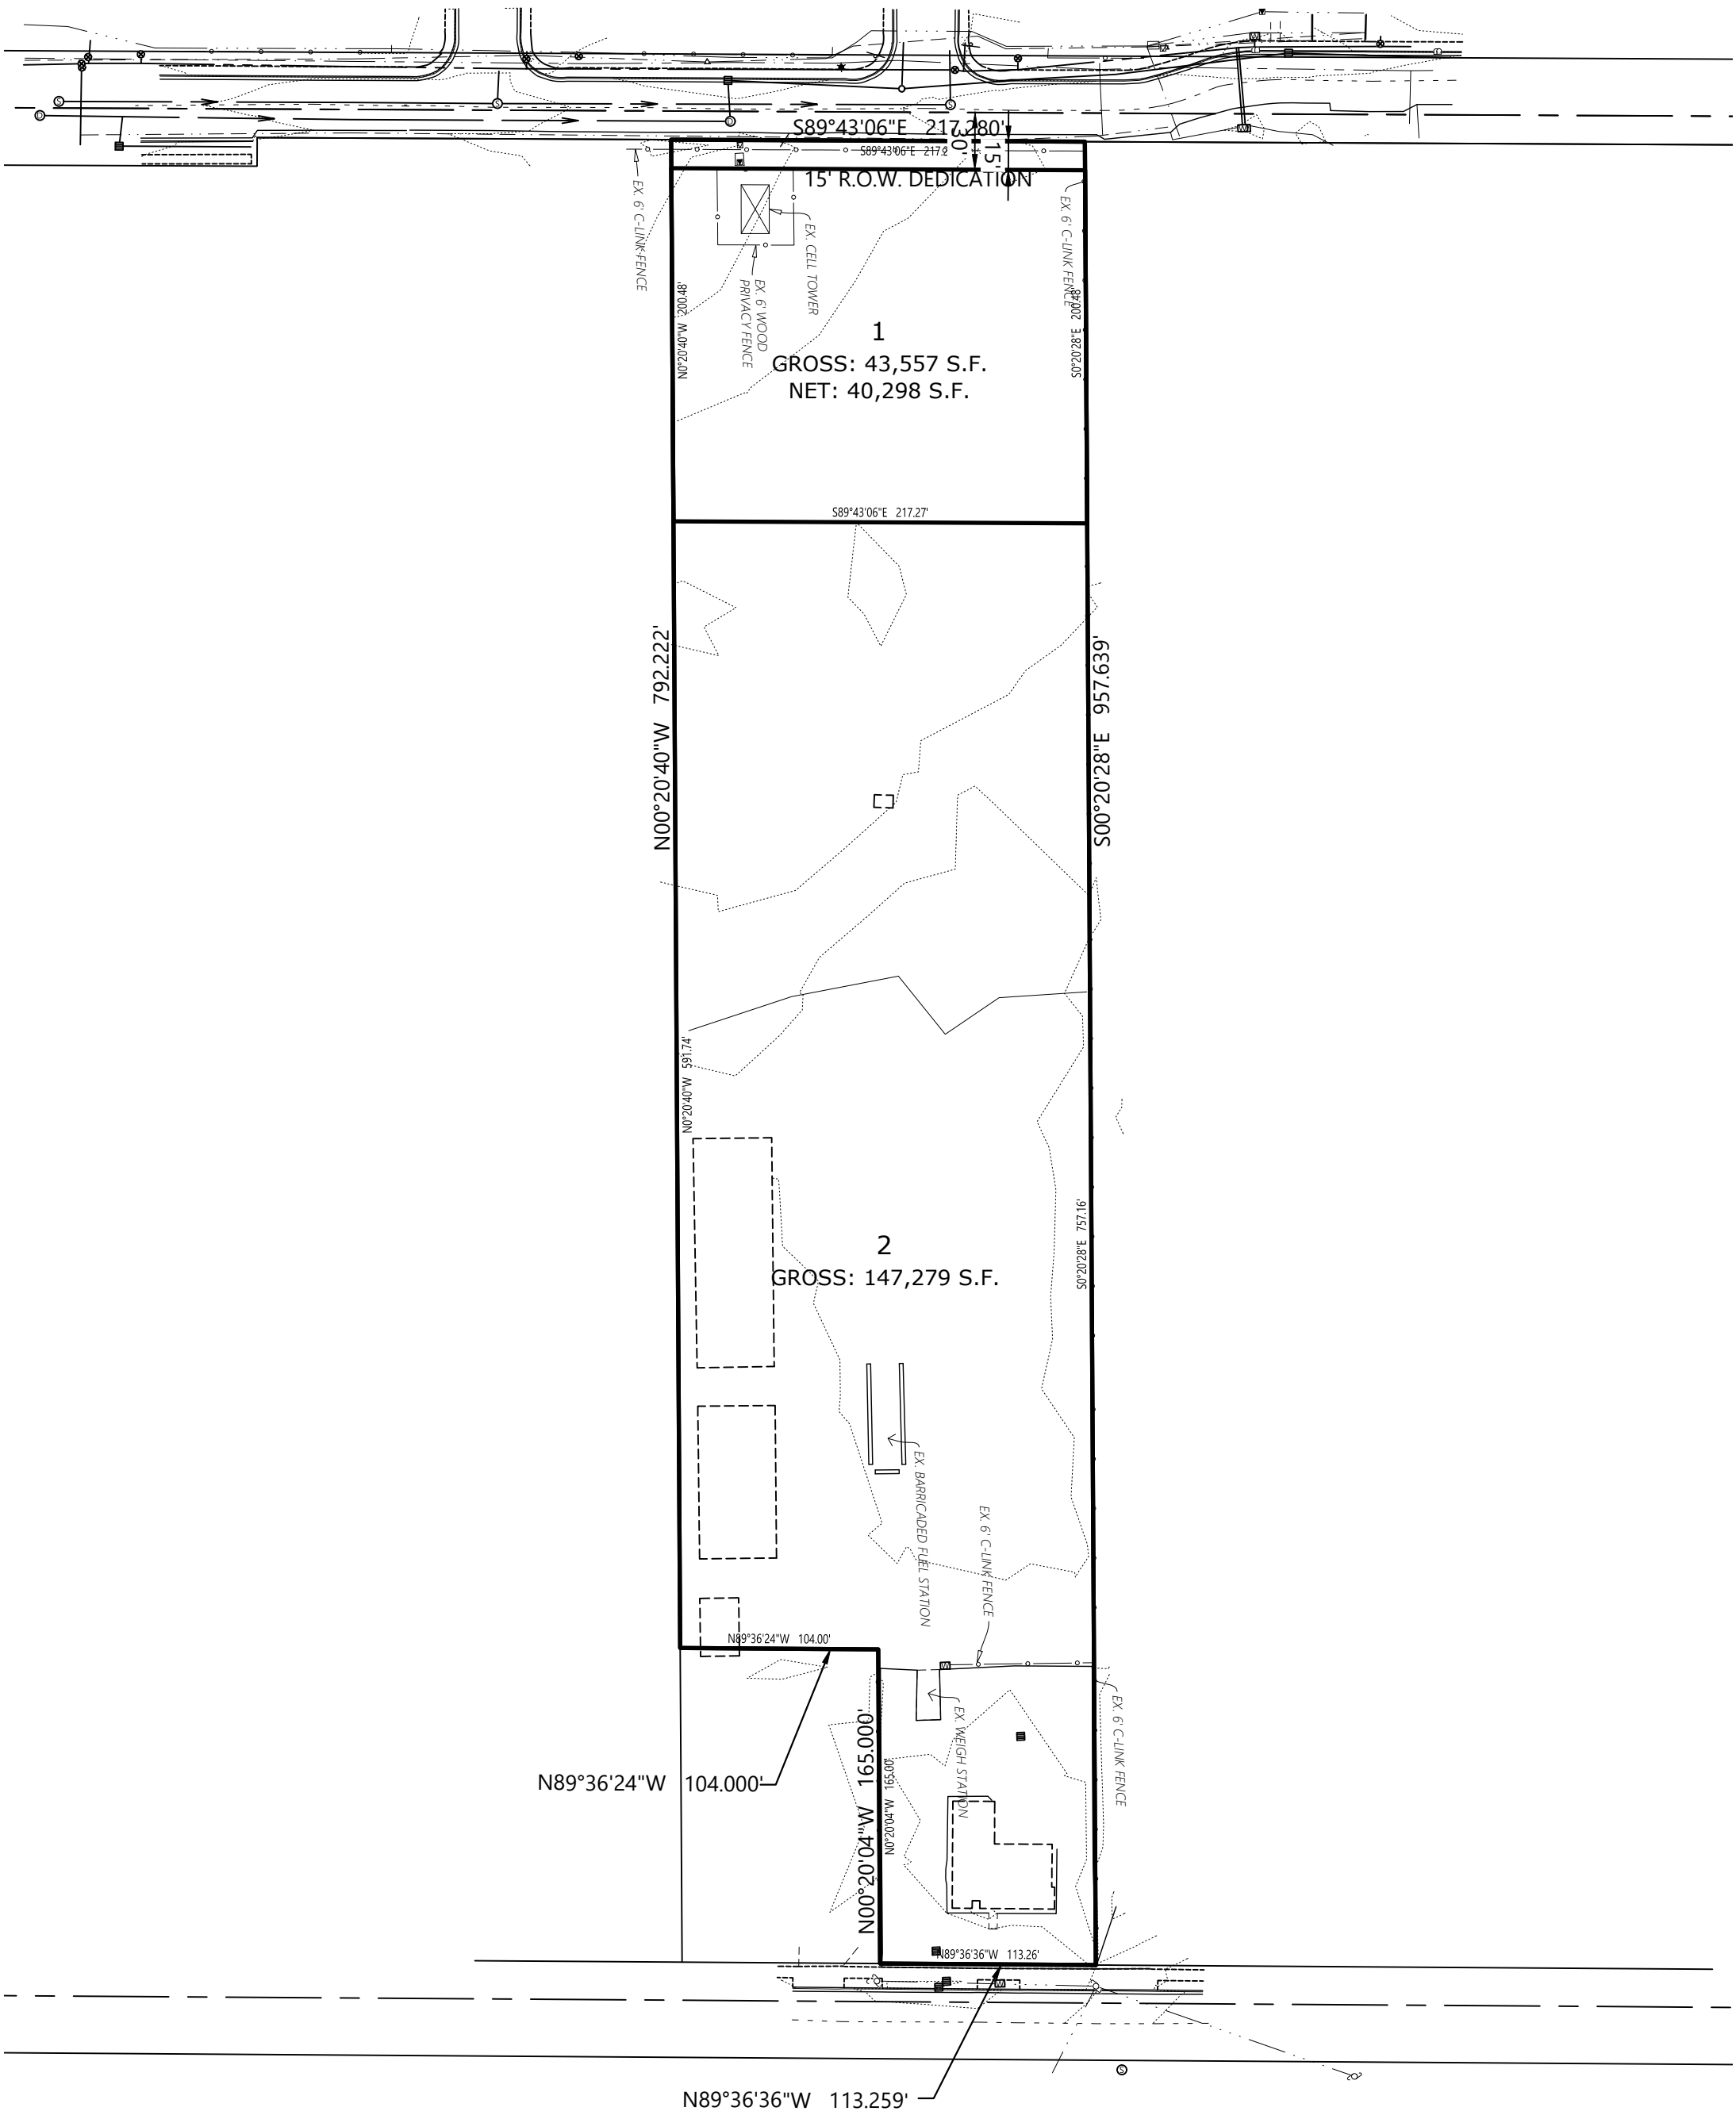 S89°43'06"E 217.280'
S89°43'06"E 217.2
30'
15'
15' R.O.W. DEDICATION
EX. 6' C-LINK FENCE
EX. CELL TOWER
EX. 6' WOOD
PRIVACY FENCE
EX. 6' C-LINK FENCE
N0°20'40"W 200.48'
S0°20'28"E 200.48'
1
GROSS: 43,557 S.F.
NET: 40,298 S.F.
S89°43'06"E 217.27'
N00°20'40"W 792.222'
S00°20'28"E 957.639'
N0°20'40"W 591.74'
S0°20'28"E 757.16'
2
GROSS: 147,279 S.F.
EX. BARRICADED FUEL STATION
EX. 6' C-LINK FENCE
N89°36'24"W 104.00'
EX. WEIGH STATION
EX. 6' C-LINK FENCE
N89°36'24"W 104.000'
N00°20'04"W 165.000'
N0°20'04"W 165.00'
N89°36'36"W 113.26'
N89°36'36"W 113.259'